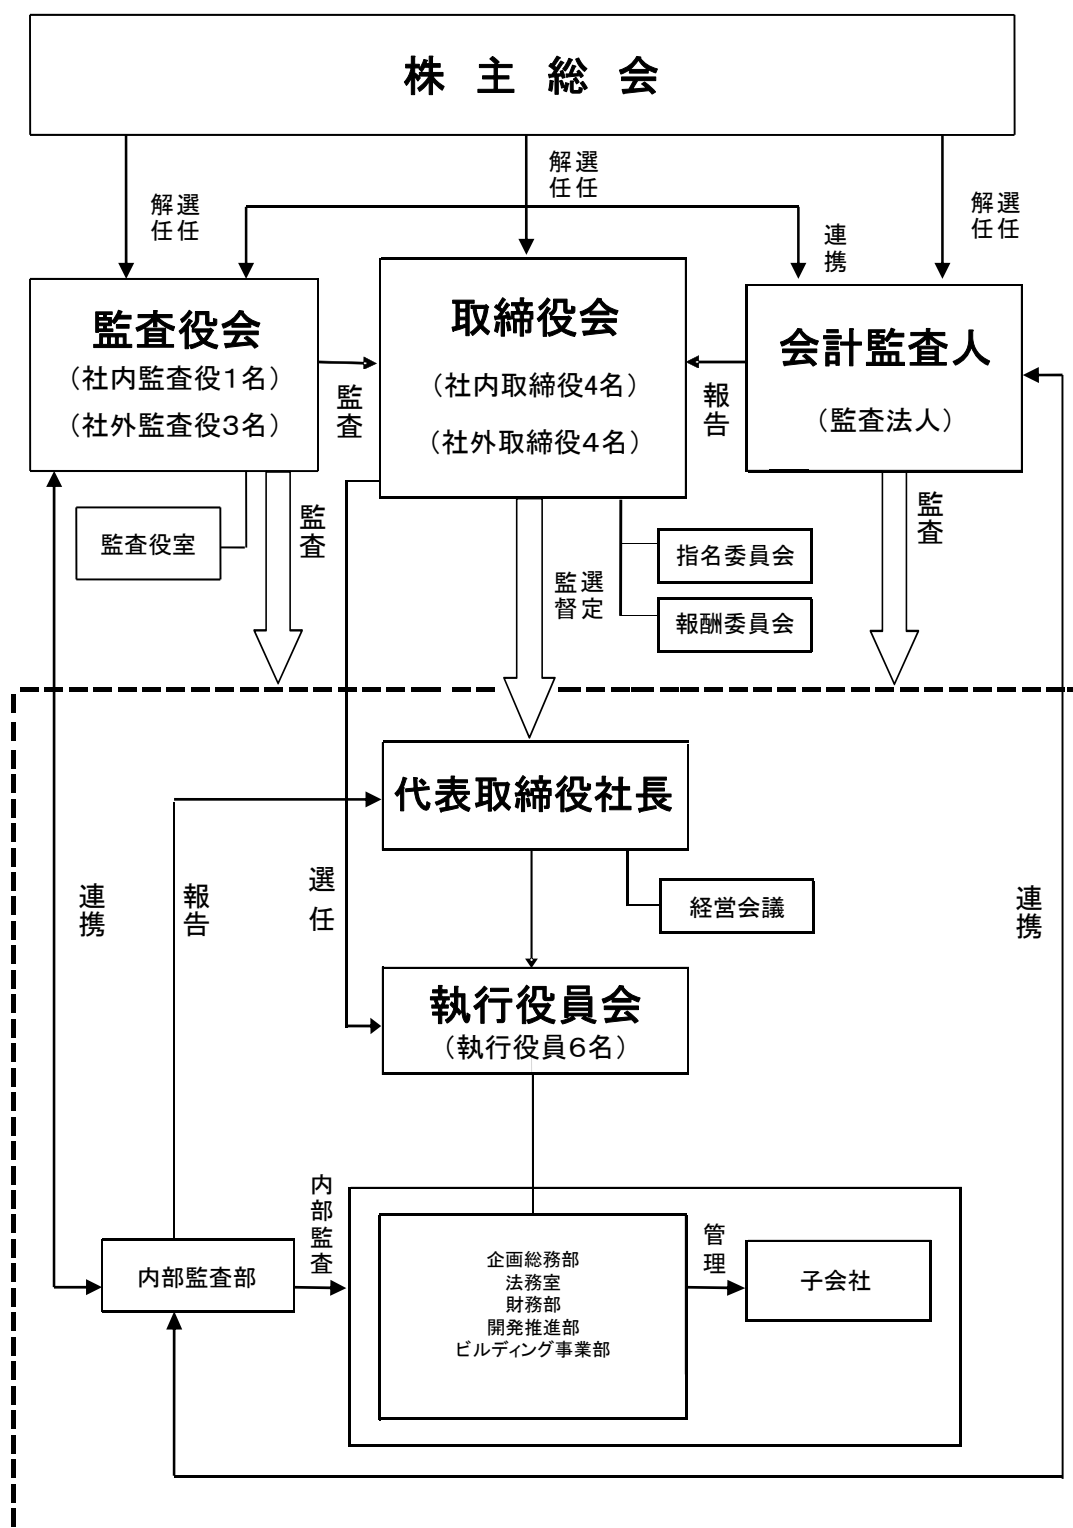 株主総会
解選
任任
解選
任任
解選
任任
連
携
監査役会
（社内監査役１名）
（社外監査役３名）
監
査
取締役会
（社内取締役4名）
（社外取締役４名）
報
告
会計監査人
（監査法人）
監査役室
監
査
監選
督定
指名委員会
報酬委員会
監
査
代表取締役社長
経営会議
連
携
報
告
選
任
連
携
執行役員会
（執行役員６名）
内
部
監
査
内部監査部
企画総務部
法務室
財務部
開発推進部
ビルディング事業部
管
理
子会社